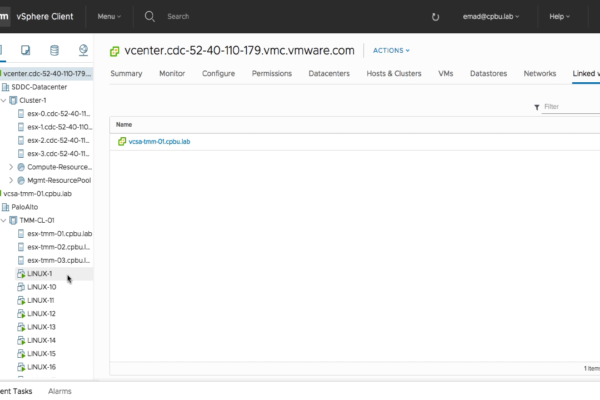 vm vSphere Client Menu Search emad@cpbu.lab Help
vcenter.cdc-52-40-110-179.vmc.vmware.com ACTIONS
vcenter.cdc-52-40-110-179....
SDDC-Datacenter
Cluster-1
esx-0.cdc-52-40-11...
esx-1.cdc-52-40-110...
esx-2.cdc-52-40-11...
esx-3.cdc-52-40-11...
Compute-Resource...
Mgmt-ResourcePool
vcsa-tmm-01.cpbu.lab
PaloAlto
TMM-CL-01
esx-tmm-01.cpbu.lab
esx-tmm-02.cpbu.l...
esx-tmm-03.cpbu.l...
LINUX-1
LINUX-10
LINUX-11
LINUX-12
LINUX-13
LINUX-14
LINUX-15
LINUX-16
Summary Monitor Configure Permissions Datacenters Hosts & Clusters VMs Datastores Networks Linked v
Filter
Name
vcsa-tmm-01.cpbu.lab
1 items
ent Tasks Alarms